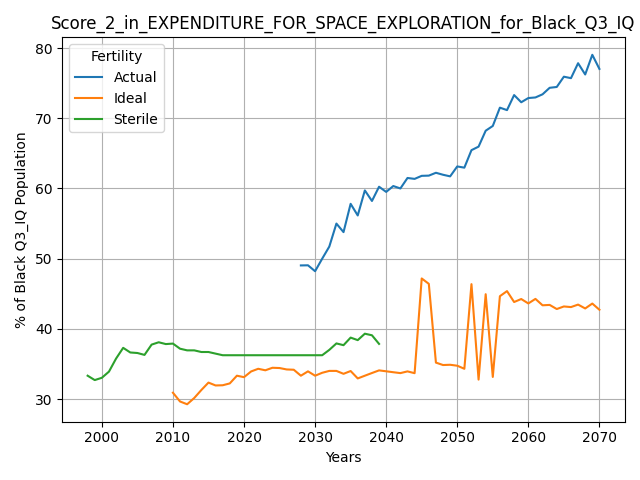 Score_2_in_EXPENDITURE_FOR_SPACE_EXPLORATION_for_Black_Q3_IQ
Fertility
Actual
Ideal
Sterile
% of Black Q3_IQ Population
80
70
60
50
40
30
2000 2010 2020 2030 2040 2050 2060 2070
Years